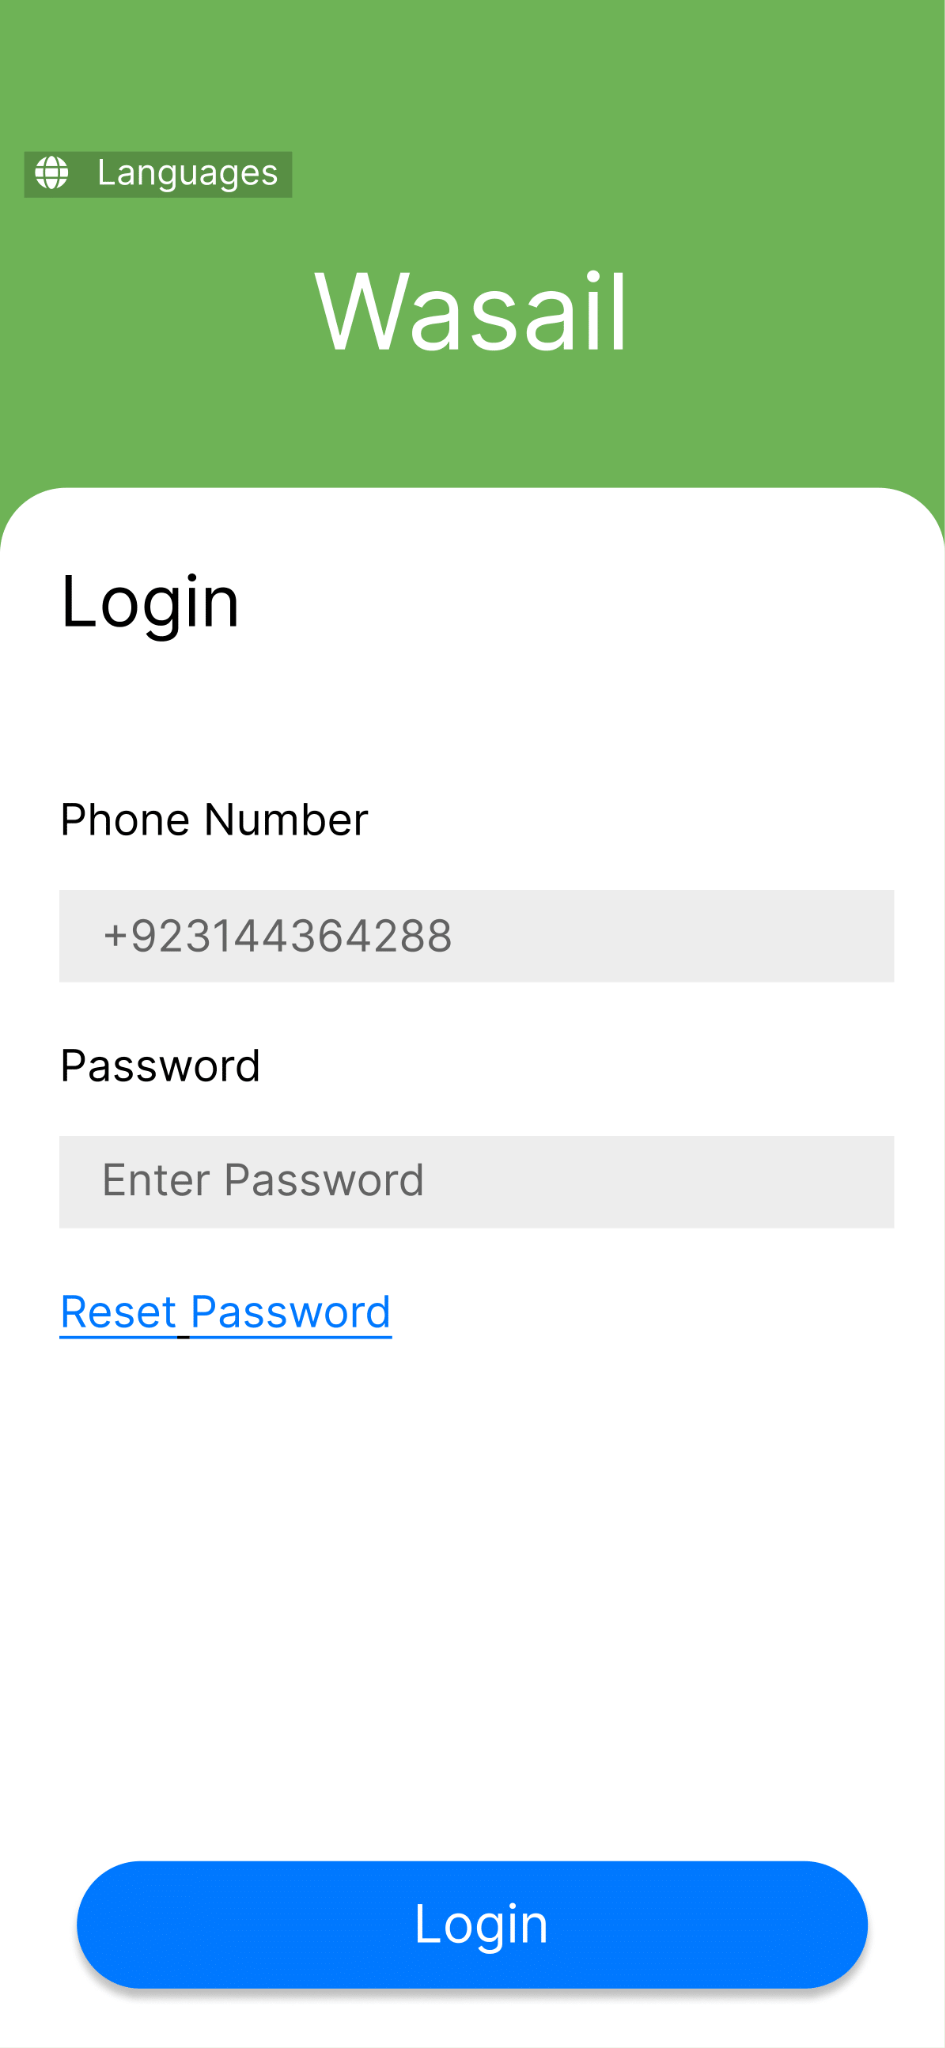 Languages
Wasail
Login
Phone Number
+923144364288
Password
Enter Password
Reset Password
Login